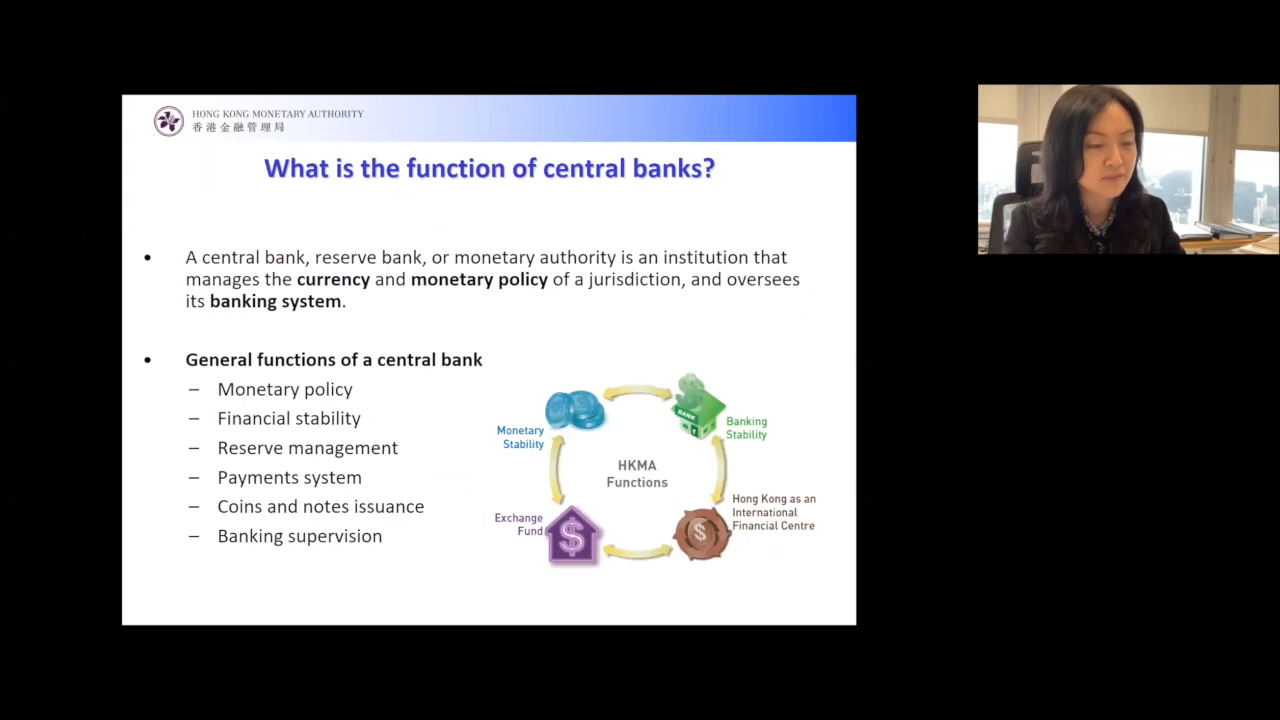 HONG KONG MONETARY AUTHORITY
香港金融管理局
What is the function of central banks?
• A central bank, reserve bank, or monetary authority is an institution that
manages the currency and monetary policy of a jurisdiction, and oversees
its banking system.
• General functions of a central bank
– Monetary policy
– Financial stability
– Reserve management
– Payments system
– Coins and notes issuance
– Banking supervision
BANK
Monetary
Stability
Banking
Stability
HKMA
Functions
Exchange
Fund
$
Hong Kong as an
International
Financial Centre
$